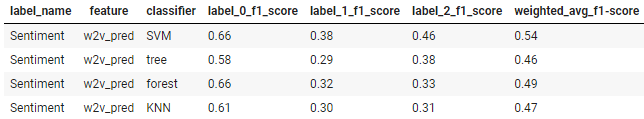 label_name feature classifier label_0_f1_score label_1_f1_score label_2_f1_score weighted_avg_f1-score
Sentiment w2v_pred SVM 0.66 0.38 0.46 0.54
Sentiment w2v_pred tree 0.58 0.29 0.38 0.46
Sentiment w2v_pred forest 0.66 0.32 0.33 0.49
Sentiment w2v_pred KNN 0.61 0.30 0.31 0.47